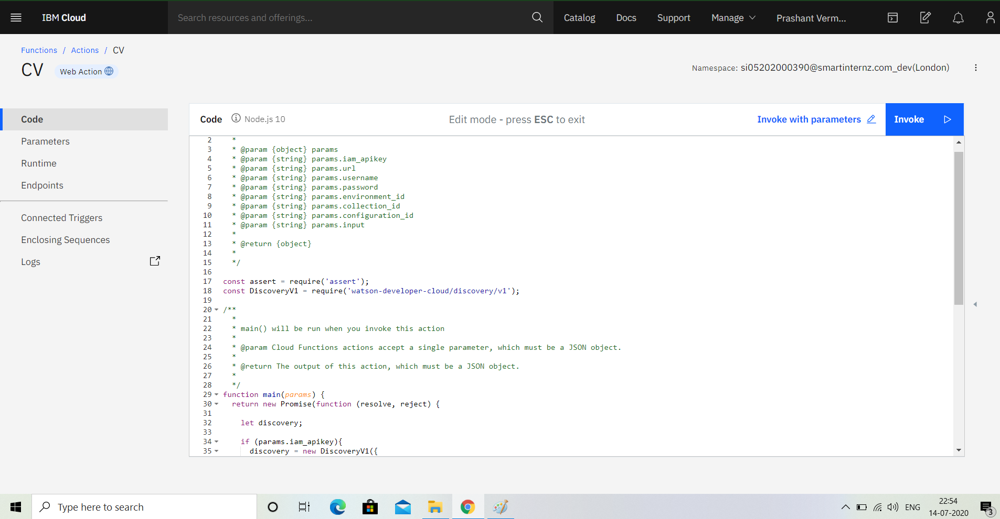 IBM Cloud
Search resources and offerings...
Catalog
Docs
Support
Manage
Prashant Verm...
Functions / Actions / CV
CV
Web Action
Namespace: si05202000390@smartinternz.com_dev(London)
Code
Parameters
Runtime
Endpoints
Connected Triggers
Enclosing Sequences
Logs
Code
Node.js 10
Edit mode - press ESC to exit
Invoke with parameters
Invoke
2 *
3 * @param {object} params
4 * @param {string} params.iam_apikey
5 * @param {string} params.url
6 * @param {string} params.username
7 * @param {string} params.password
8 * @param {string} params.environment_id
9 * @param {string} params.collection_id
10 * @param {string} params.configuration_id
11 * @param {string} params.input
12 *
13 * @return {object}
14 *
15 */
16
17 const assert = require('assert');
18 const DiscoveryV1 = require('watson-developer-cloud/discovery/v1');
19
20 /**
21 *
22 * main() will be run when you invoke this action
23 *
24 * @param Cloud Functions actions accept a single parameter, which must be a JSON object.
25 *
26 * @return The output of this action, which must be a JSON object.
27 *
28 */
29 function main(params) {
30 return new Promise(function (resolve, reject) {
31
32 let discovery;
33
34 if (params.iam_apikey){
35 discovery = new DiscoveryV1({
Type here to search
ENG
22:54
14-07-2020
3